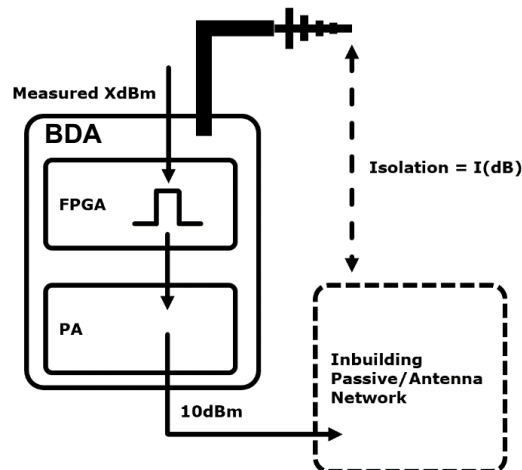 Measured XdBm
BDA
FPGA
Isolation = I(dB)
PA
10dBm
Inbuilding
Passive/Antenna
Network